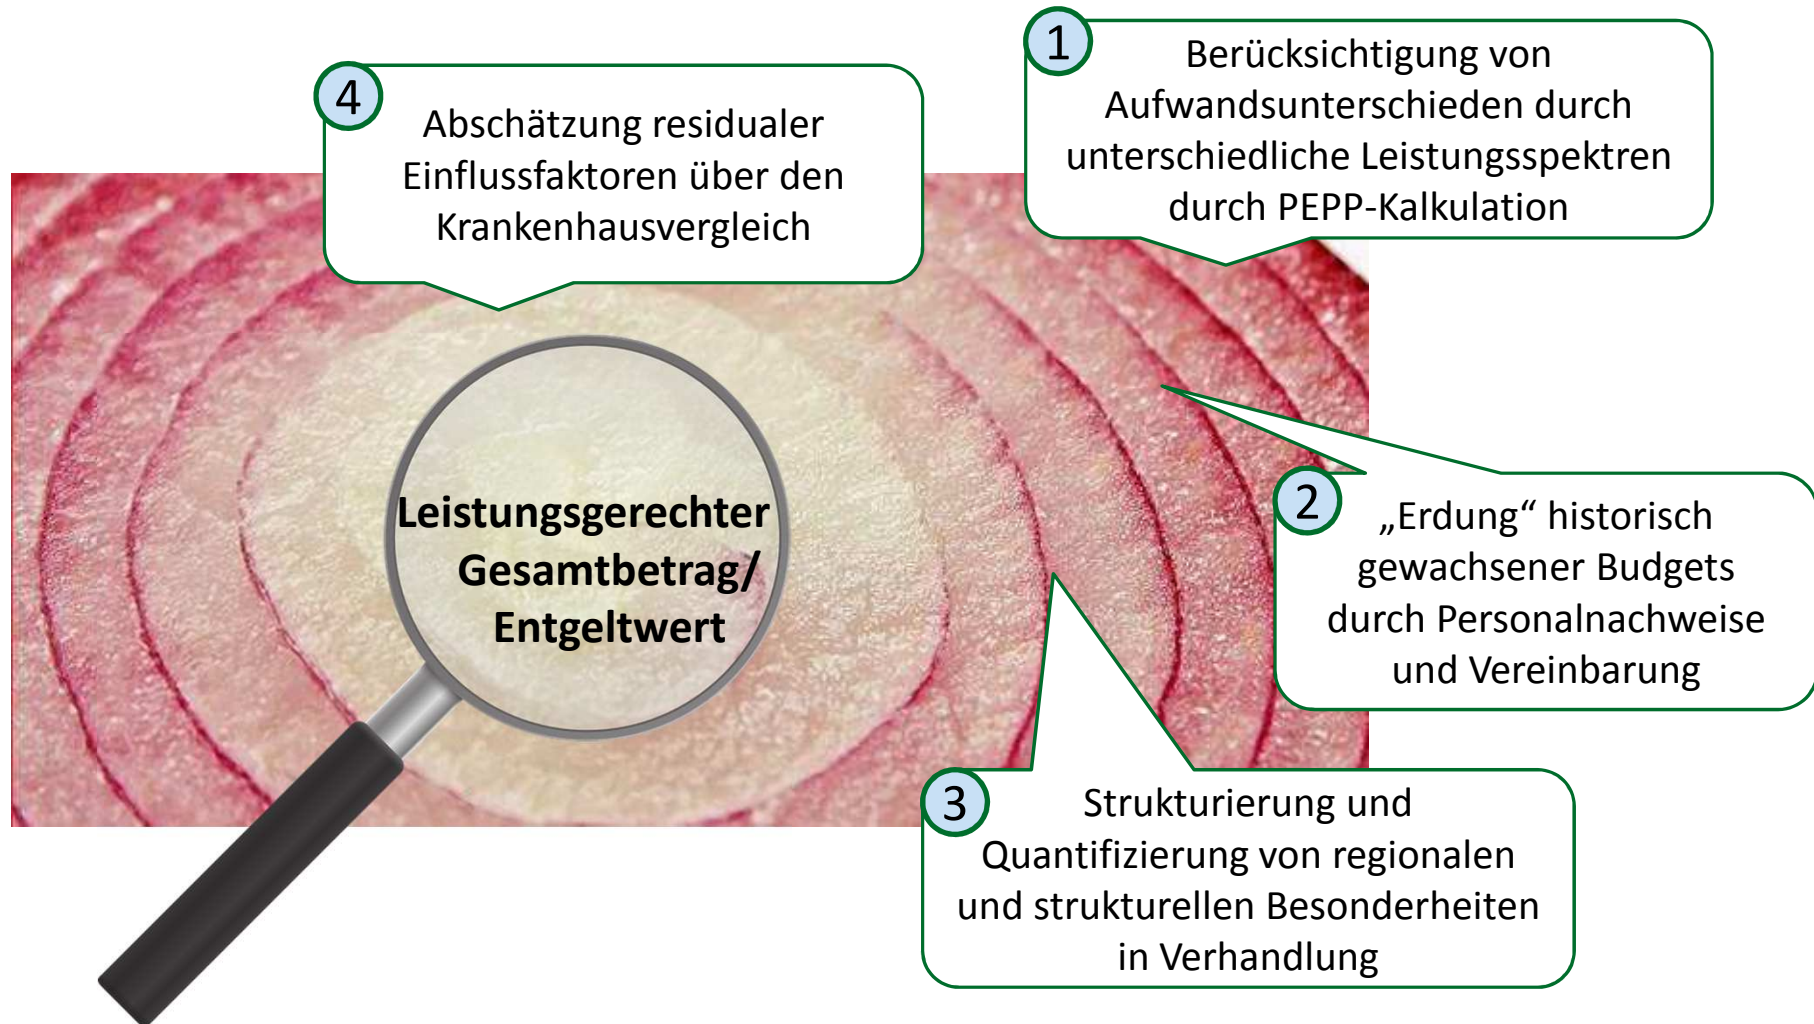 1
Berücksichtigung von
Aufwandsunterschieden durch
unterschiedliche Leistungsspektren
durch PEPP-Kalkulation
4
Abschätzung residualer
Einflussfaktoren über den
Krankenhausvergleich
Leistungsgerechter
Gesamtbetrag/
Entgeltwert
2
„Erdung“ historisch
gewachsener Budgets
durch Personalnachweise
und Vereinbarung
3
Strukturierung und
Quantifizierung von regionalen
und strukturellen Besonderheiten
in Verhandlung